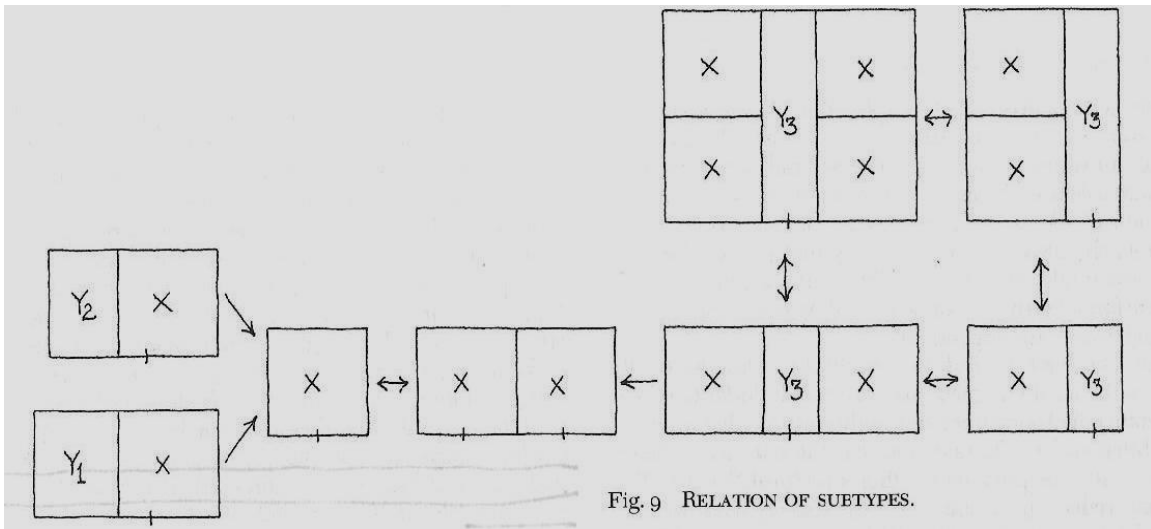 X Y₃ X X Y₃
X X X
Y₂ X
X X X X Y₃ X X Y₃
Y₁ X
Fig. 9 RELATION OF SUBTYPES.